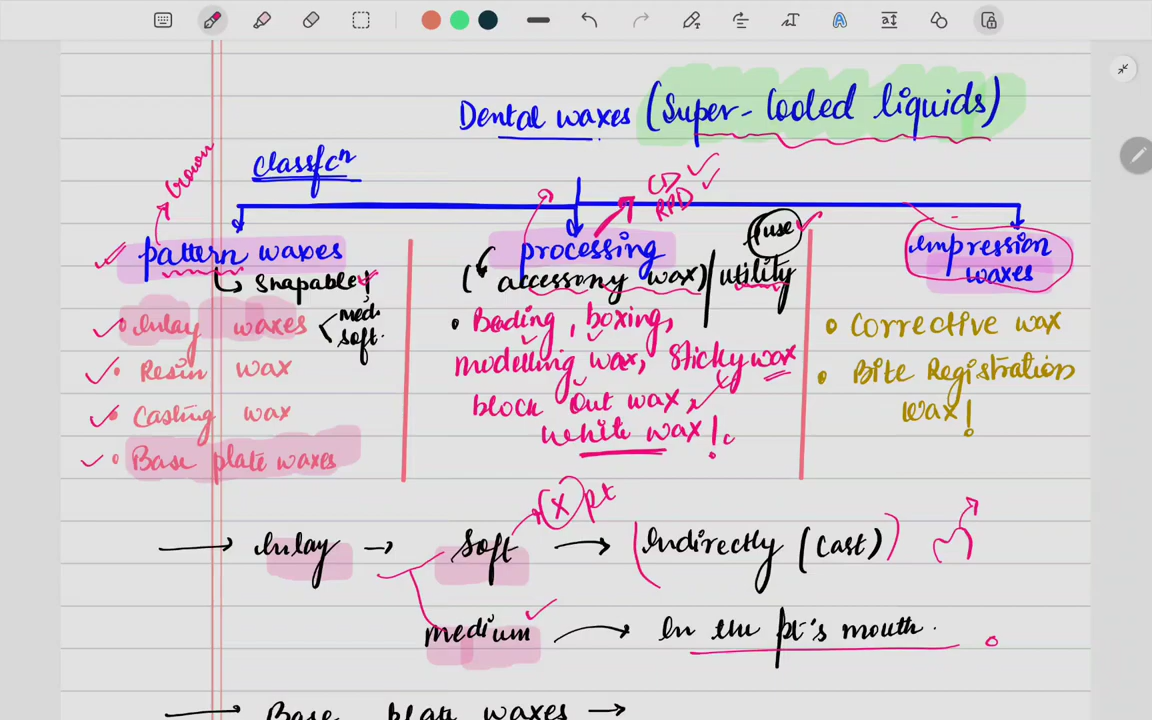 Dental waxes (Super-Cooled liquids)
Classfcⁿ
Crown
CD
RPD
pattern waxes
Shapable!
Inlay waxes
medi
soft.
Resin wax
Casting wax
Base plate waxes
processing
(accessory wax) / utility
fuse
Beading, boxing,
modelling wax, Sticky wax
block out wax,
White wax!
Impression
waxes
Corrective wax
Bite Registration
Wax!
(X) pt
Inlay → Soft → Indirectly (Cast)
medium → In the pt's mouth.
Base plate waxes →